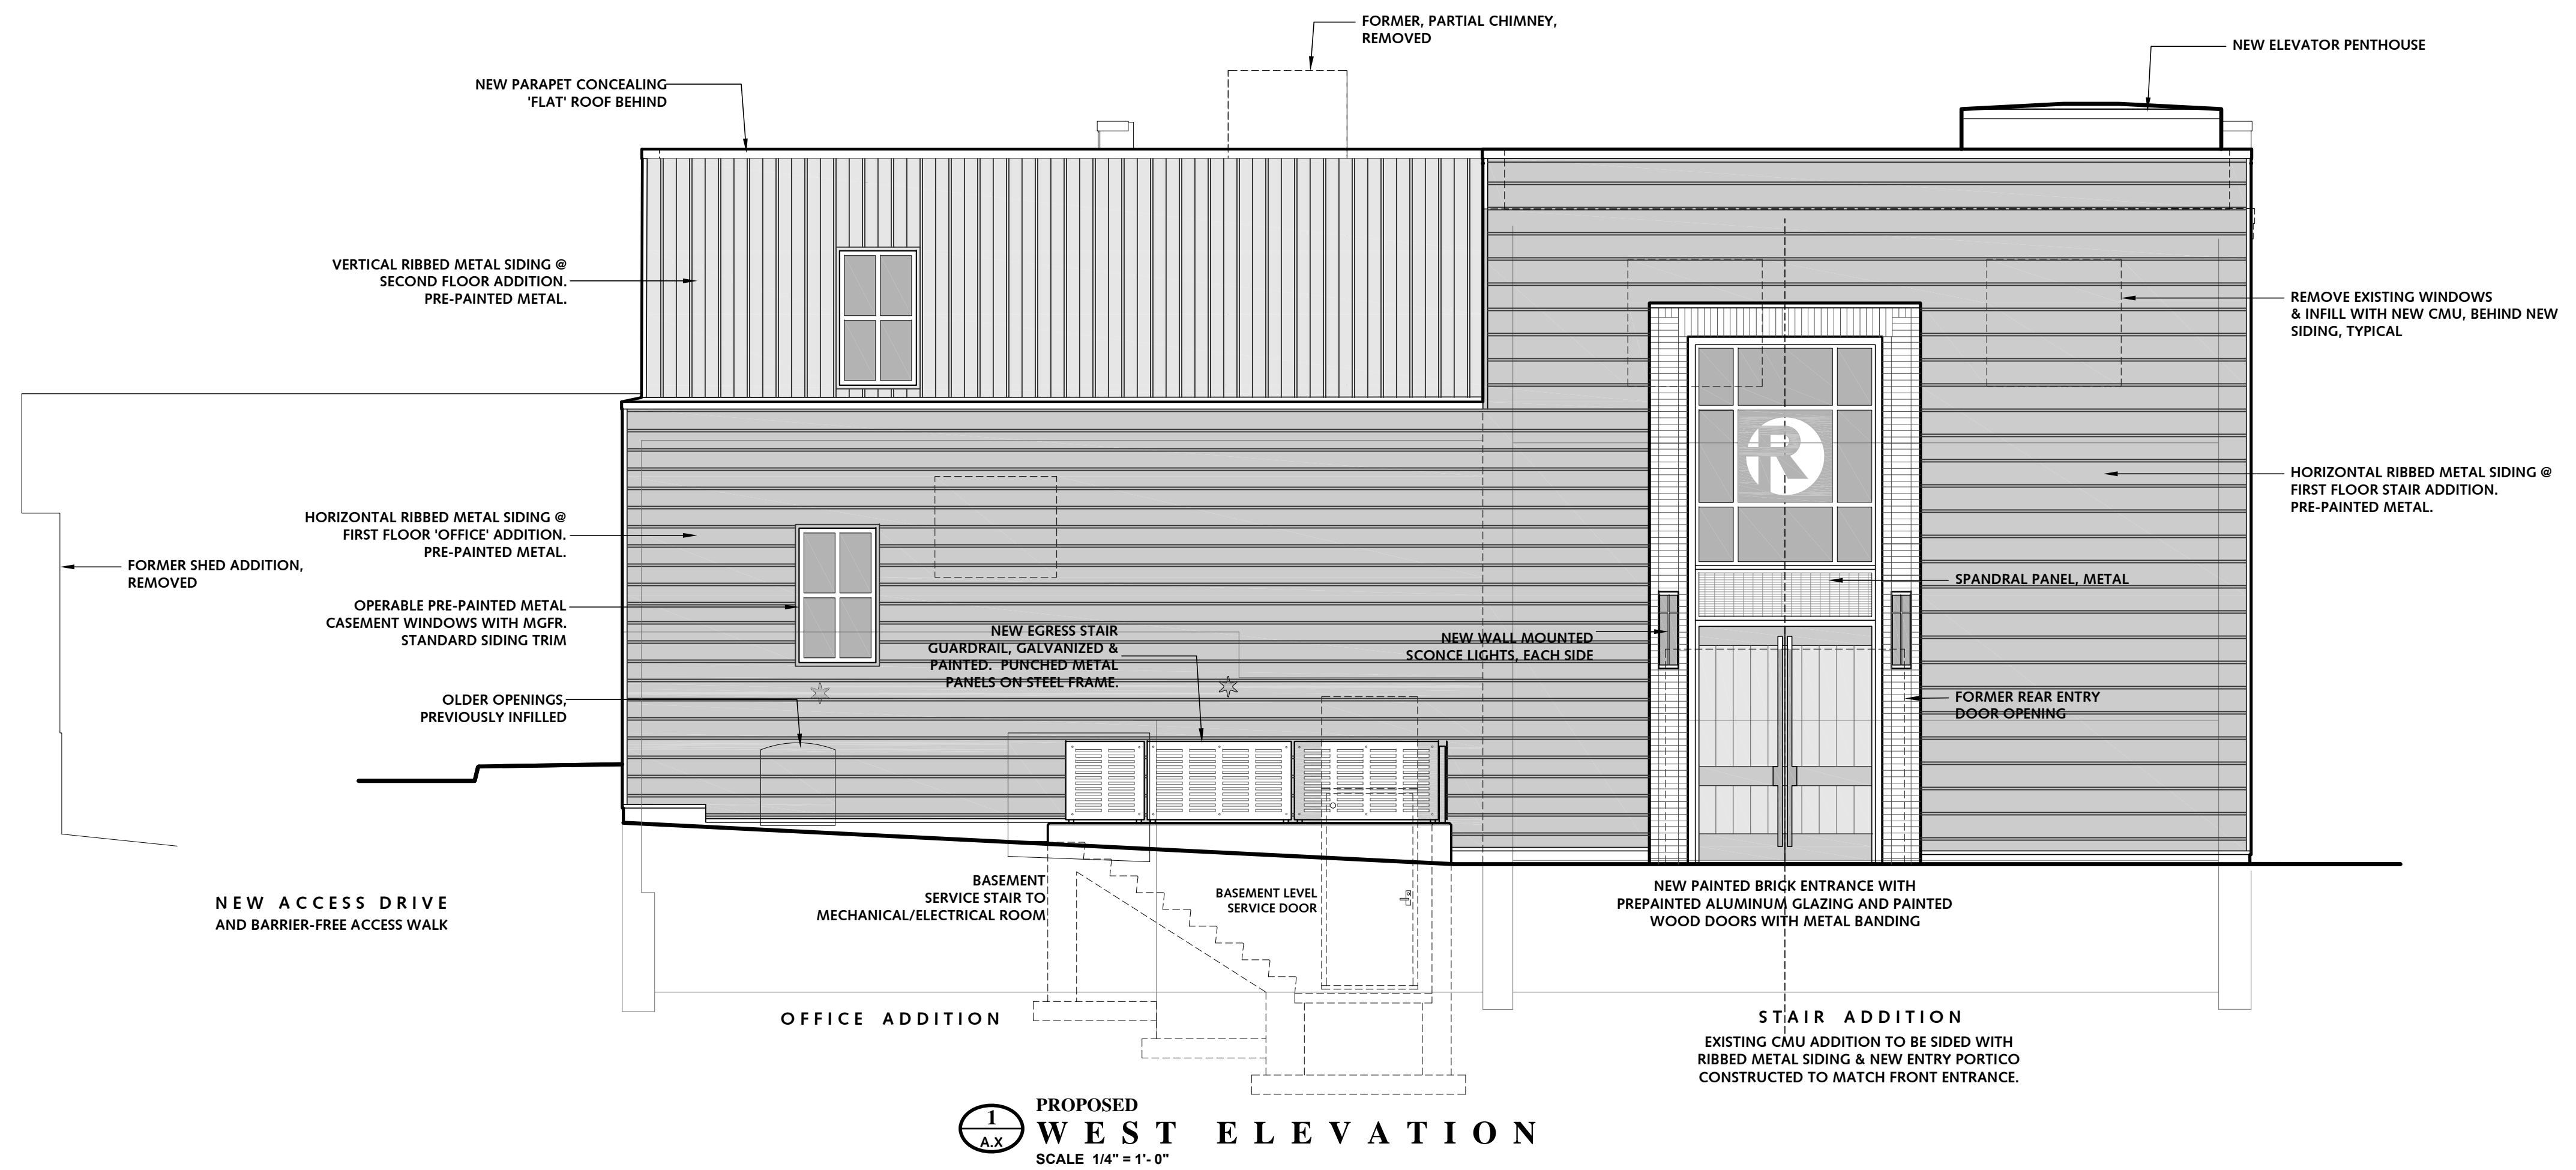 FORMER, PARTIAL CHIMNEY,
REMOVED
NEW ELEVATOR PENTHOUSE
NEW PARAPET CONCEALING
'FLAT' ROOF BEHIND
VERTICAL RIBBED METAL SIDING @
SECOND FLOOR ADDITION.
PRE-PAINTED METAL.
REMOVE EXISTING WINDOWS
& INFILL WITH NEW CMU, BEHIND NEW
SIDING, TYPICAL
R
HORIZONTAL RIBBED METAL SIDING @
FIRST FLOOR STAIR ADDITION.
PRE-PAINTED METAL.
HORIZONTAL RIBBED METAL SIDING @
FIRST FLOOR 'OFFICE' ADDITION.
PRE-PAINTED METAL.
FORMER SHED ADDITION,
REMOVED
SPANDRAL PANEL, METAL
OPERABLE PRE-PAINTED METAL
CASEMENT WINDOWS WITH MGFR.
STANDARD SIDING TRIM
NEW EGRESS STAIR
GUARDRAIL, GALVANIZED &
PAINTED. PUNCHED METAL
PANELS ON STEEL FRAME.
NEW WALL MOUNTED
SCONCE LIGHTS, EACH SIDE
OLDER OPENINGS,
PREVIOUSLY INFILLED
FORMER REAR ENTRY
DOOR OPENING
BASEMENT
SERVICE STAIR TO
MECHANICAL/ELECTRICAL ROOM
BASEMENT LEVEL
SERVICE DOOR
NEW PAINTED BRICK ENTRANCE WITH
PREPAINTED ALUMINUM GLAZING AND PAINTED
WOOD DOORS WITH METAL BANDING
NEW ACCESS DRIVE
AND BARRIER-FREE ACCESS WALK
OFFICE ADDITION
STAIR ADDITION
EXISTING CMU ADDITION TO BE SIDED WITH
RIBBED METAL SIDING & NEW ENTRY PORTICO
CONSTRUCTED TO MATCH FRONT ENTRANCE.
1
A.X
PROPOSED
WEST ELEVATION
SCALE 1/4" = 1'- 0"